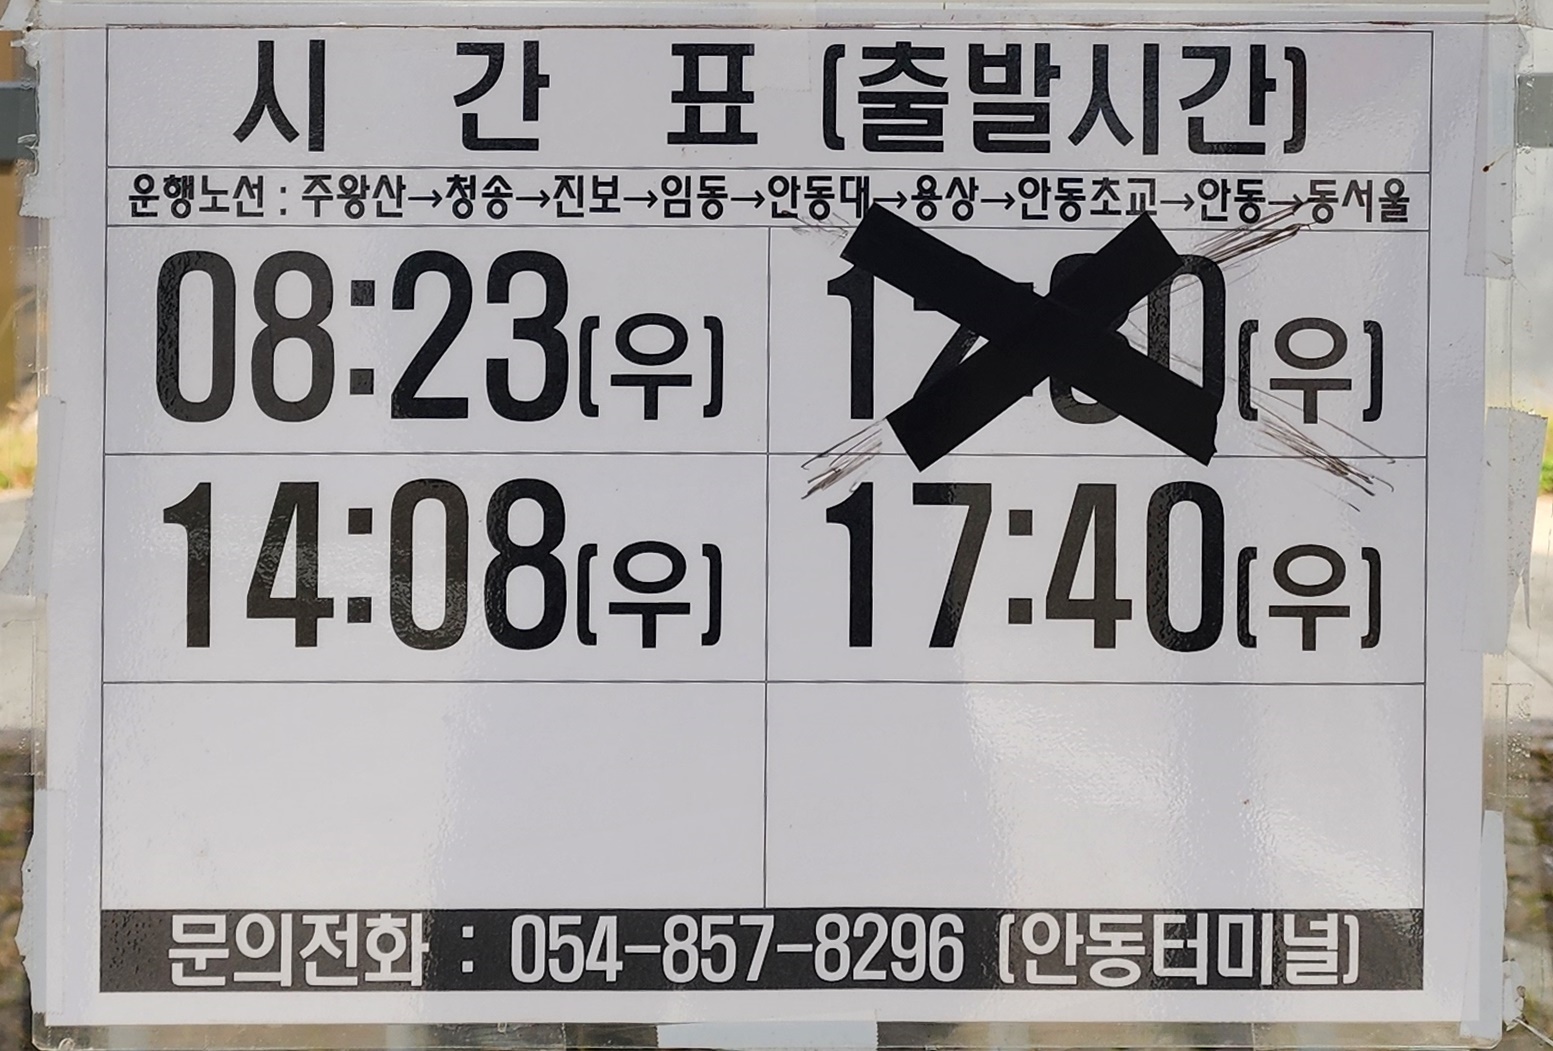 시 간 표 (출발시간)
운행노선 : 주왕산→청송→진보→임동→안동대→용상→안동초교→안동→동서울
08:23(우) (우)
14:08(우) 17:40(우)
문의전화 : 054-857-8296 (안동터미널)